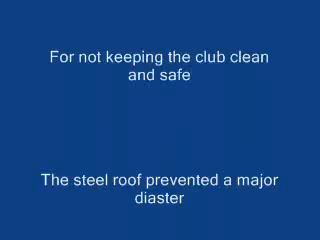 For not keeping the club clean
and safe
The steel roof prevented a major
diaster